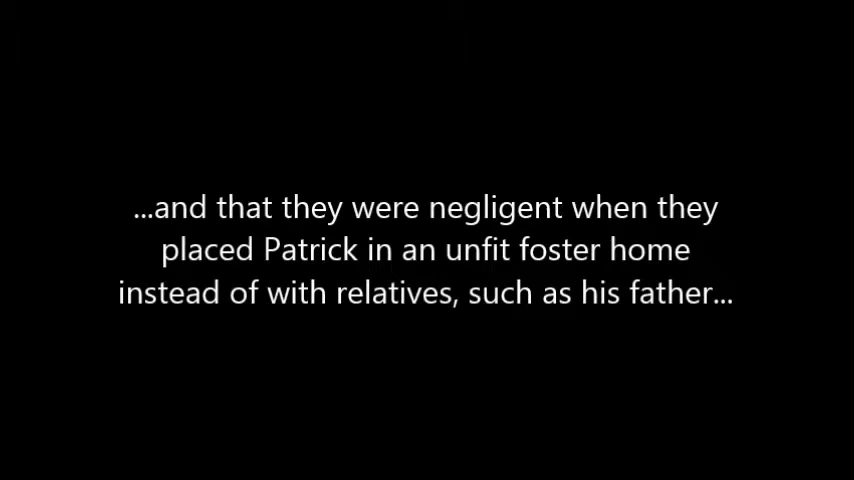 ...and that they were negligent when they
placed Patrick in an unfit foster home
instead of with relatives, such as his father...